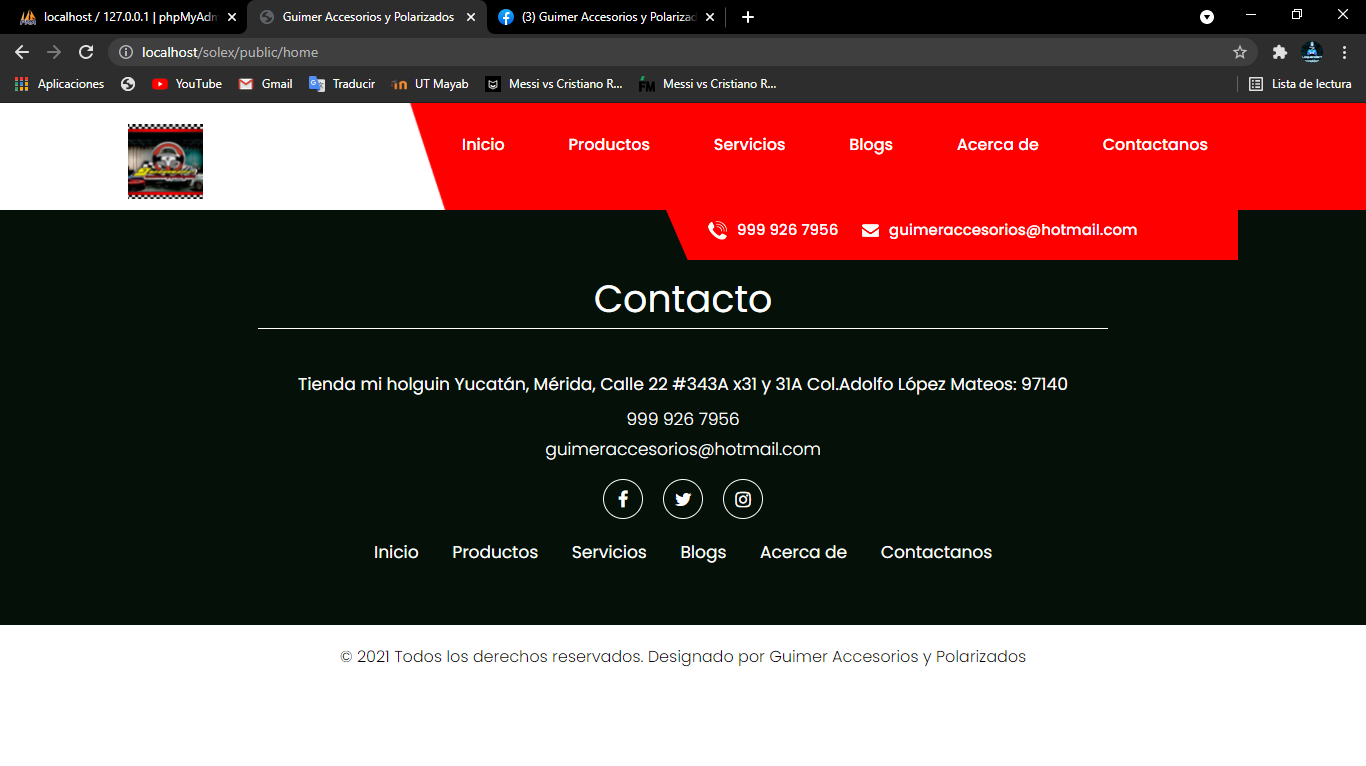 localhost / 127.0.0.1 | phpMyAdm
Guimer Accesorios y Polarizados
(3) Guimer Accesorios y Polarizad
localhost/solex/public/home
Aplicaciones YouTube Gmail Traducir UT Mayab Messi vs Cristiano R... Messi vs Cristiano R... Lista de lectura
Inicio Productos Servicios Blogs Acerca de Contactanos
999 926 7956 guimeraccesorios@hotmail.com
Contacto
Tienda mi holguin Yucatán, Mérida, Calle 22 #343A x31 y 31A Col.Adolfo López Mateos: 97140
999 926 7956
guimeraccesorios@hotmail.com
Inicio Productos Servicios Blogs Acerca de Contactanos
© 2021 Todos los derechos reservados. Designado por Guimer Accesorios y Polarizados